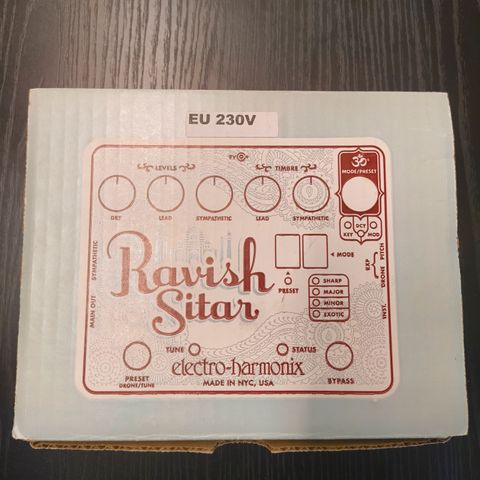 EU 230V
9V
LEVELS
TIMBRE
ॐ
MODE/PRESET
DRY
LEAD
SYMPATHETIC
LEAD
SYMPATHETIC
OCT
KEY
MOD
SYMPATHETIC
MAIN OUT
EXP
PITCH
DRONE
INST.
Ravish
Sitar
MODE
PRESET
SHARP
MAJOR
MINOR
EXOTIC
TUNE
STATUS
PRESET
DRONE/TUNE
electro-harmonix
MADE IN NYC, USA
BYPASS